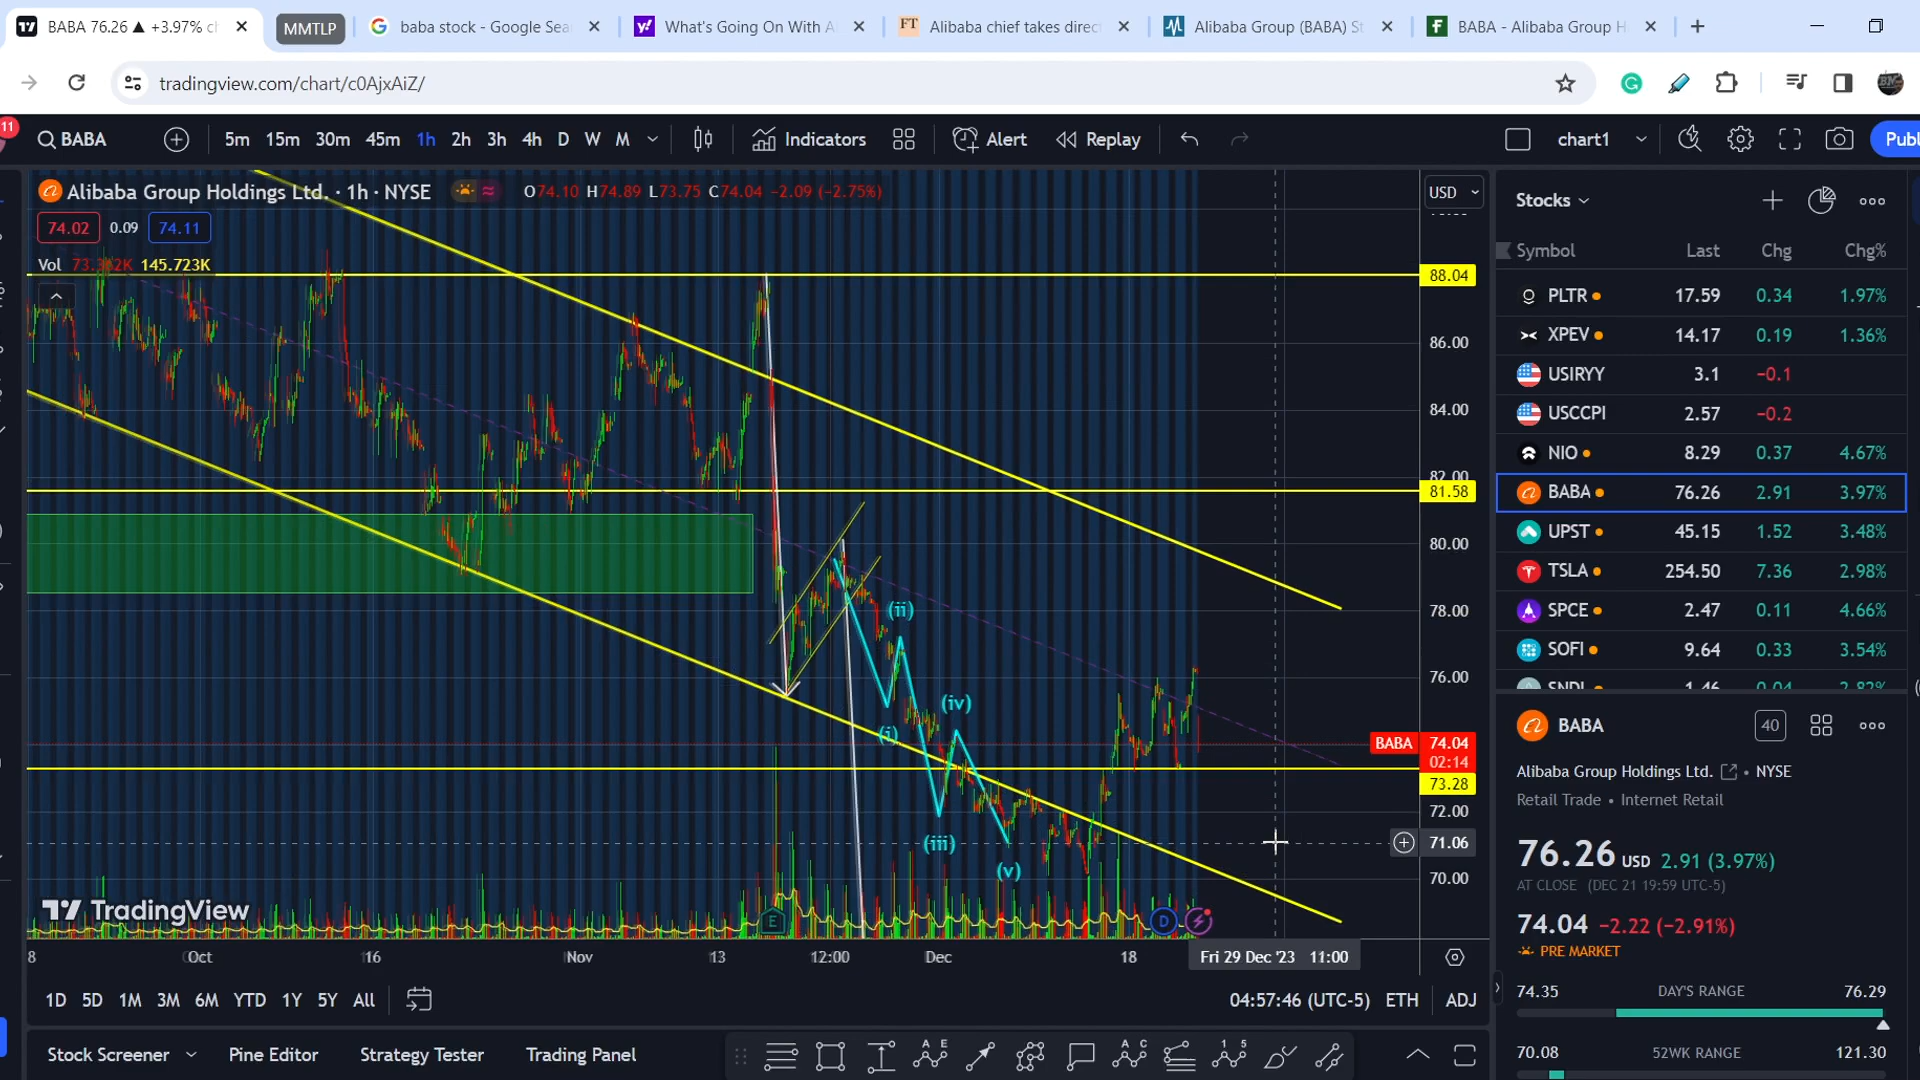 BABA 76.26 ▲ +3.97% ch
MMTLP
baba stock - Google Sea
What's Going On With A
Alibaba chief takes direc
Alibaba Group (BABA) St
BABA - Alibaba Group H
tradingview.com/chart/c0AjxAiZ/
11
BABA
5m 15m 30m 45m 1h 2h 3h 4h D W M
Indicators
Alert
Replay
chart1
Publ
Alibaba Group Holdings Ltd. · 1h · NYSE
O74.10 H74.89 L73.75 C74.04 −2.09 (−2.75%)
USD
74.02 0.09 74.11
Vol 145.723K
88.04
86.00
84.00
82.00
81.58
80.00
78.00
76.00
BABA 74.04
02:14
73.28
72.00
71.06
70.00
(i)
(ii)
(iii)
(iv)
(v)
TradingView
E
D
Oct 16 Nov 13 12:00 Dec 18 Fri 29 Dec '23 11:00
1D 5D 1M 3M 6M YTD 1Y 5Y All
04:57:46 (UTC-5) ETH ADJ
Stock Screener Pine Editor Strategy Tester Trading Panel
Stocks
Symbol Last Chg Chg%
PLTR 17.59 0.34 1.97%
XPEV 14.17 0.19 1.36%
USIRYY 3.1 −0.1
USCCPI 2.57 −0.2
NIO 8.29 0.37 4.67%
BABA 76.26 2.91 3.97%
UPST 45.15 1.52 3.48%
TSLA 254.50 7.36 2.98%
SPCE 2.47 0.11 4.66%
SOFI 9.64 0.33 3.54%
SNDL 1.46 0.04 2.82%
BABA
40
Alibaba Group Holdings Ltd. • NYSE
Retail Trade • Internet Retail
76.26 USD 2.91 (3.97%)
AT CLOSE (DEC 21 19:59 UTC-5)
74.04 −2.22 (−2.91%)
PRE MARKET
74.35 DAY'S RANGE 76.29
70.08 52WK RANGE 121.30